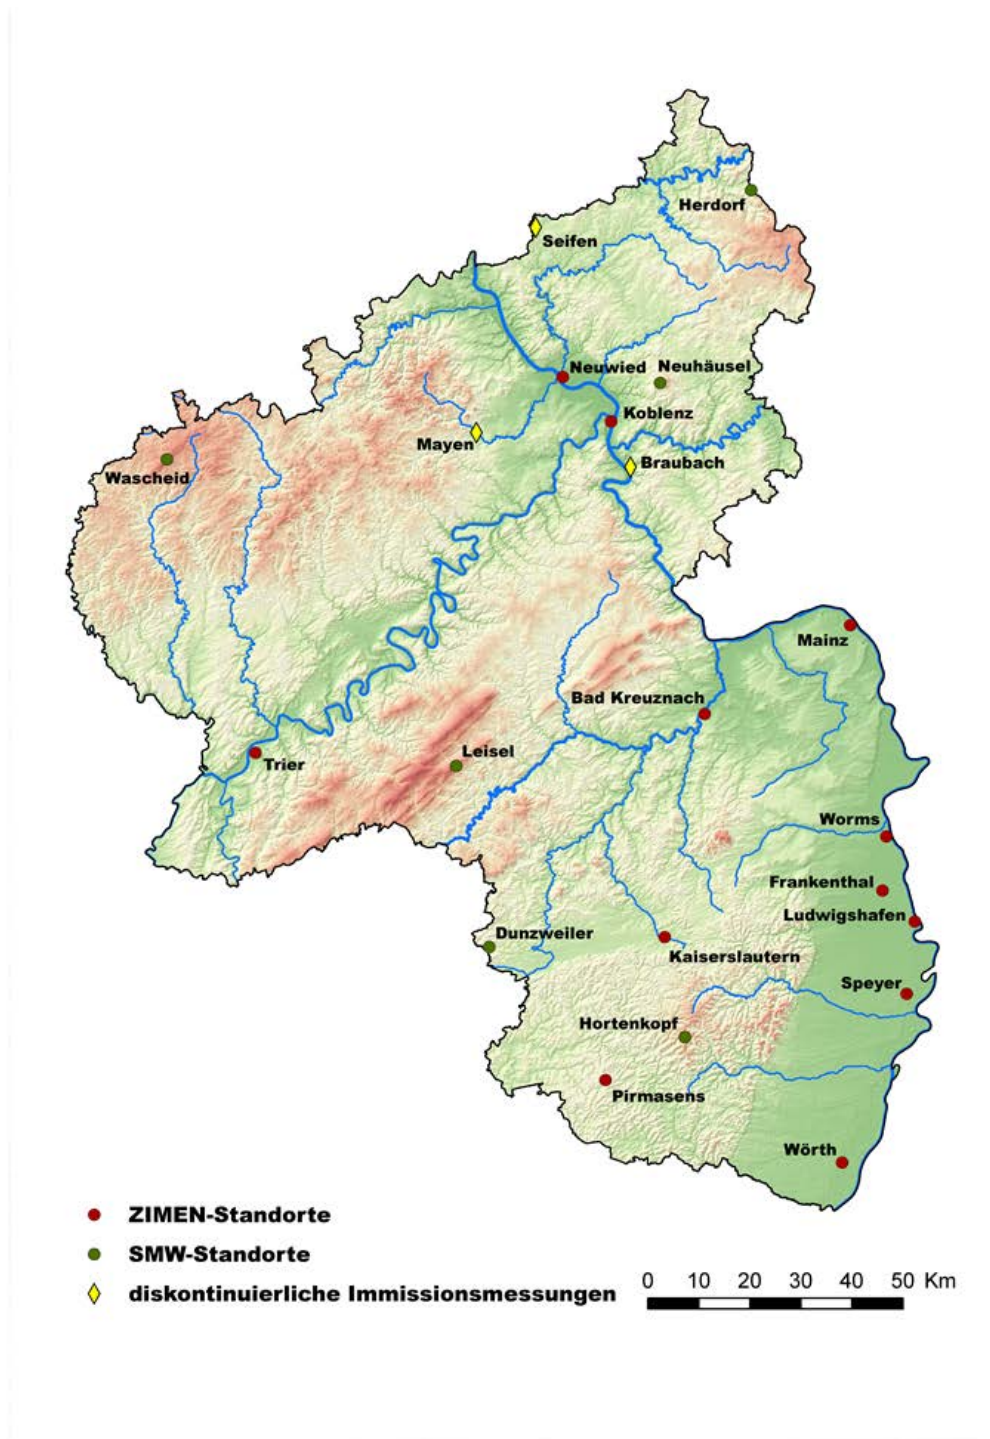 Herdorf
Seifen
Neuwied
Neuhäusel
Koblenz
Mayen
Braubach
Wascheid
Mainz
Bad Kreuznach
Leisel
Trier
Worms
Frankenthal
Ludwigshafen
Dunzweiler
Kaiserslautern
Speyer
Hortenkopf
Pirmasens
Wörth
ZIMEN-Standorte
SMW-Standorte
diskontinuierliche Immissionsmessungen
0 10 20 30 40 50 Km